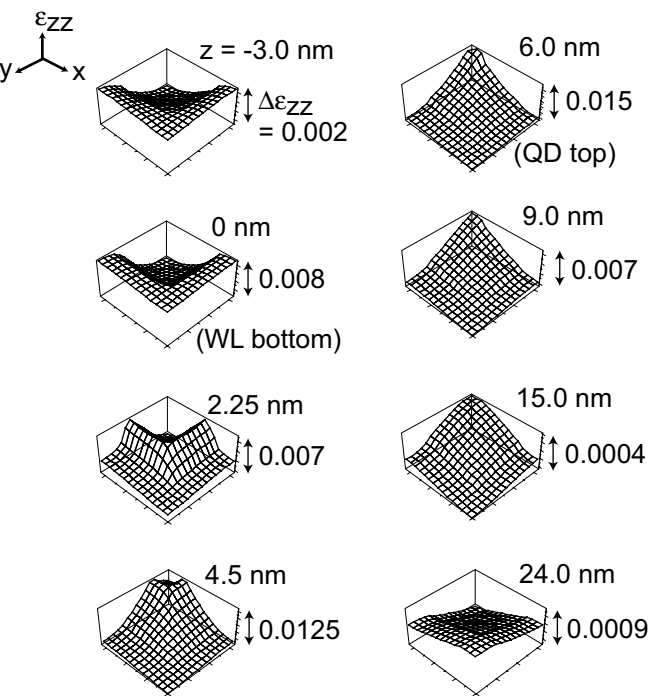 εzz
y
x
z = -3.0 nm
Δεzz
= 0.002
0 nm
0.008
(WL bottom)
2.25 nm
0.007
4.5 nm
0.0125
6.0 nm
0.015
(QD top)
9.0 nm
0.007
15.0 nm
0.0004
24.0 nm
0.0009